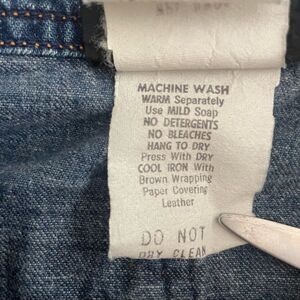 MACHINE WASH
WARM Separately
Use MILD Soap
NO DETERGENTS
NO BLEACHES
HANG TO DRY
Press With DRY
COOL IRON With
Brown Wrapping
Paper Covering
Leather
DO NOT
DRY CLEAN